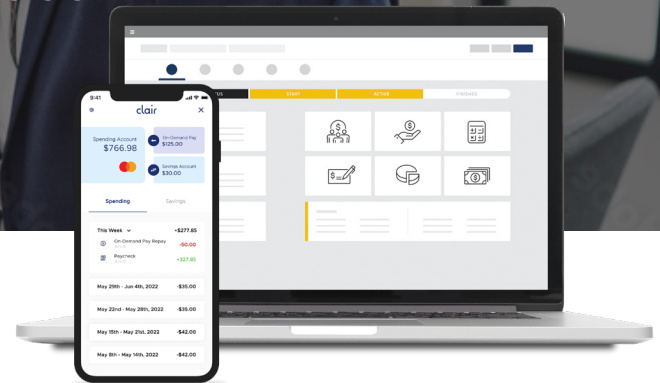 START
ACTIVE
FINISHED
9:41
clair
Spending Account
$766.98
On-Demand Pay
$125.00
Savings Account
$30.00
Spending
Savings
This Week
+$277.85
On-Demand Pay Repay
-50.00
Paycheck
+327.85
May 29th - Jun 4th, 2022
-$35.00
May 22nd - May 28th, 2022
-$35.00
May 15th - May 21st, 2022
-$42.00
May 8th - May 14th, 2022
-$42.00